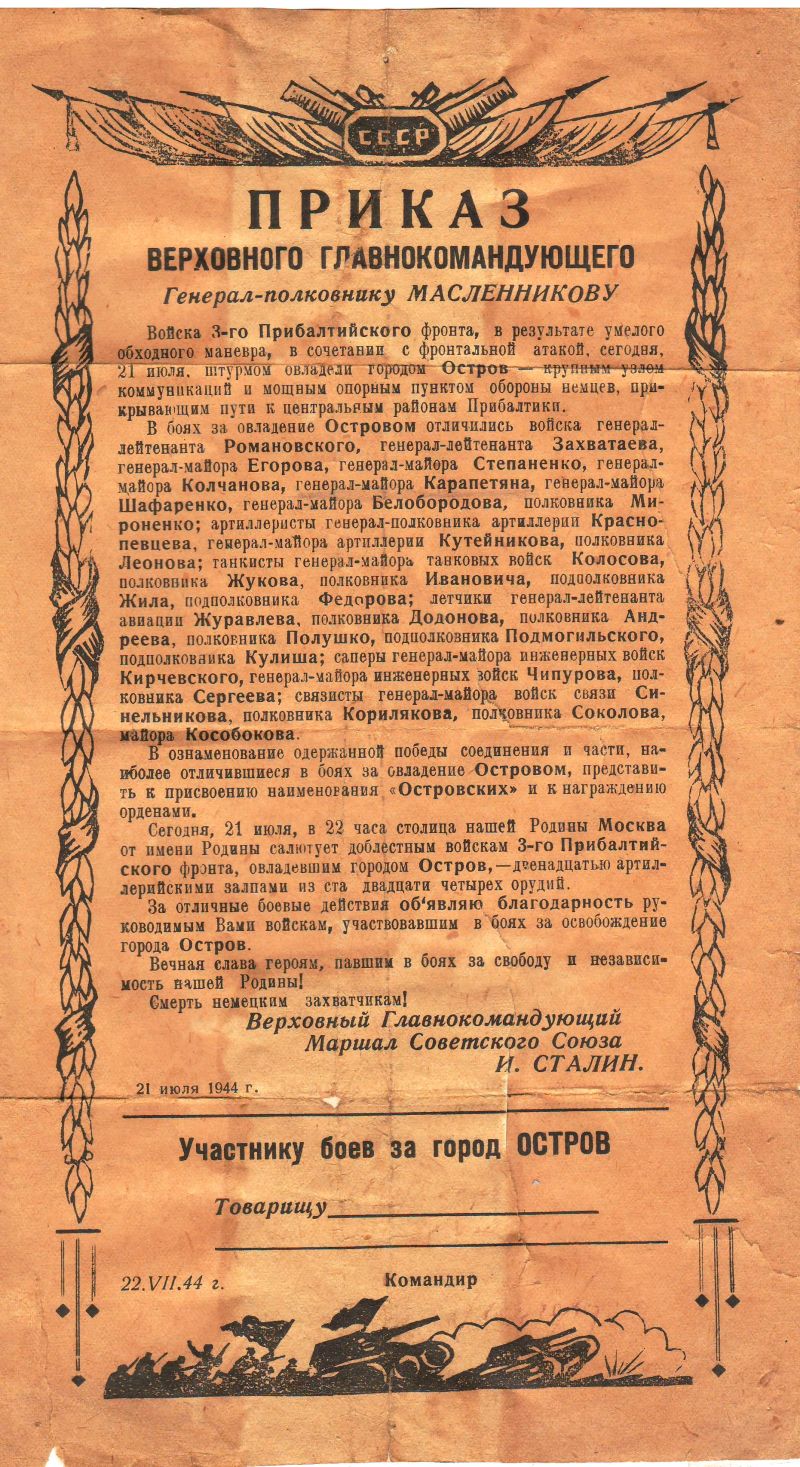 СССР
ПРИКАЗ
ВЕРХОВНОГО ГЛАВНОКОМАНДУЮЩЕГО
Генерал-полковнику МАСЛЕННИКОВУ
Войска 3-го Прибалтийского фронта, в результате умелого
обходного маневра, в сочетании с фронтальной атакой, сегодня,
21 июля, штурмом овладели городом Остров — крупным узлом
коммуникаций и мощным опорным пунктом обороны немцев, при-
крывающим пути к центральным районам Прибалтики.
В боях за овладение Островом отличились войска генерал-
лейтенанта Романовского, генерал-лейтенанта Захватаева,
генерал-майора Егорова, генерал-майора Степаненко, генерал-
майора Колчанова, генерал-майора Карапетяна, генерал-майора
Шафаренко, генерал-майора Белобородова, полковника Ми-
роненко; артиллеристы генерал-полковника артиллерии Красно-
певцева, генерал-майора артиллерии Кутейникова, полковника
Леонова; танкисты генерал-майора танковых войск Колосова,
полковника Жукова, полковника Ивановича, подполковника
Жила, подполковника Федорова; летчики генерал-лейтенанта
авиации Журавлева, полковника Додонова, полковника Анд-
реева, полковника Полушко, подполковника Подмогильского,
подполковника Кулиша; саперы генерал-майора инженерных войск
Кирчевского, генерал-майора инженерных войск Чипурова, пол-
ковника Сергеева; связисты генерал-майора войск связи Си-
нельникова, полковника Корилякова, полковника Соколова,
майора Кособокова.
В ознаменование одержанной победы соединения и части, на-
иболее отличившиеся в боях за овладение Островом, представи-
ть к присвоению наименования «Островских» и к награждению
орденами.
Сегодня, 21 июля, в 22 часа столица нашей Родины Москва
от имени Родины салютует доблестным войскам 3-го Прибалтий-
ского фронта, овладевшим городом Остров,—двенадцатью артил-
лерийскими залпами из ста двадцати четырех орудий.
За отличные боевые действия об'являю благодарность ру-
ководимым Вами войскам, участвовавшим в боях за освобождение
города Остров.
Вечная слава героям, павшим в боях за свободу и независи-
мость нашей Родины!
Смерть немецким захватчикам!
Верховный Главнокомандующий
Маршал Советского Союза
И. СТАЛИН.
21 июля 1944 г.
Участнику боев за город ОСТРОВ
Товарищу
22.VII.44 г. Командир